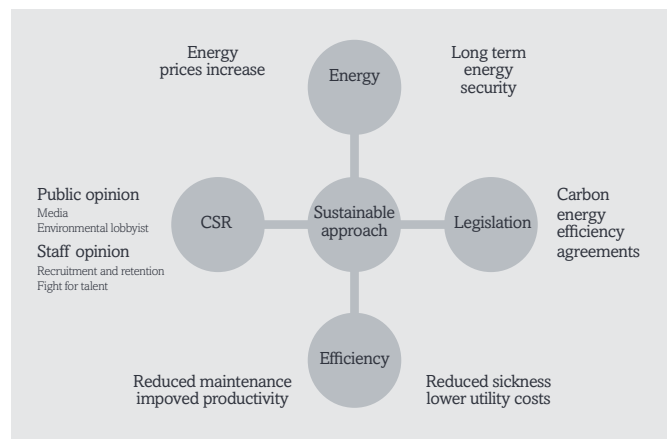 Energy
prices increase
Energy
Long term
energy
security
Public opinion
Media
Environmental lobbyist
Staff opinion
Recruitment and retention
Fight for talent
CSR
Sustainable
approach
Legislation
Carbon
energy
efficiency
agreements
Efficiency
Reduced maintenance
impoved productivity
Reduced sickness
lower utility costs